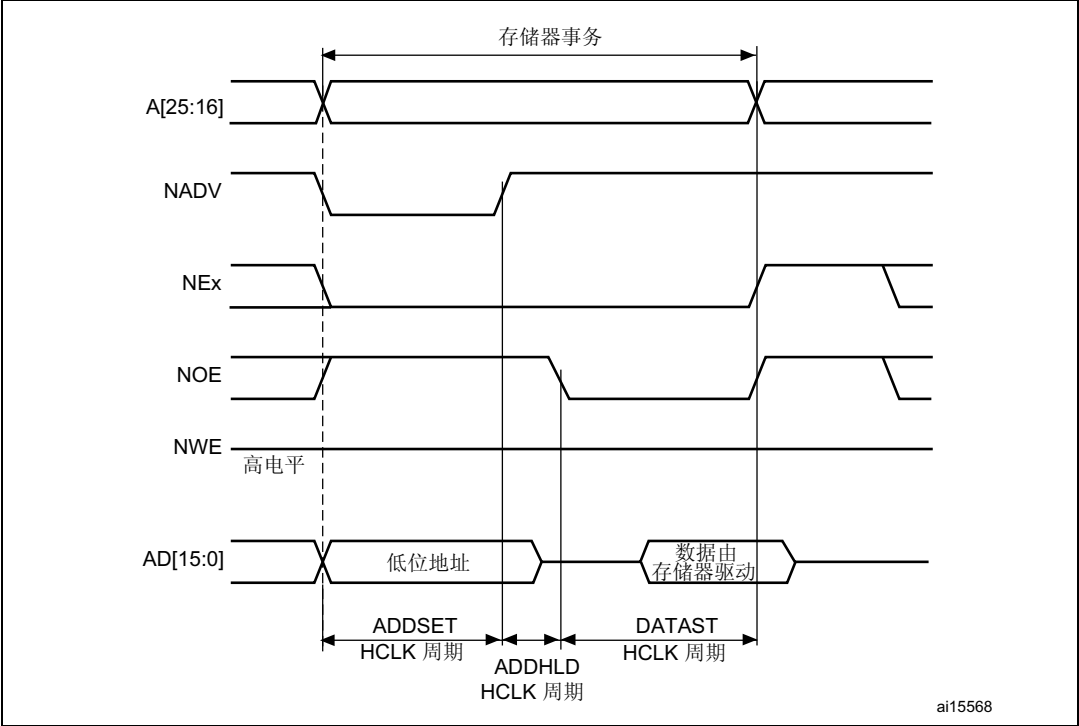 存储器事务
A[25:16]
NADV
NEx
NOE
NWE
高电平
AD[15:0]
低位地址
数据由
存储器驱动
ADDSET
HCLK 周期
ADDHLD
HCLK 周期
DATAST
HCLK 周期
ai15568